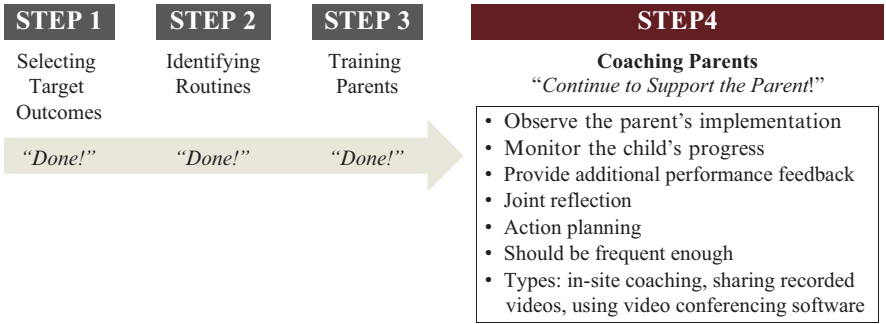 STEP 1
Selecting
Target
Outcomes
“Done!”
STEP 2
Identifying
Routines
“Done!”
STEP 3
Training
Parents
“Done!”
STEP4
Coaching Parents
“Continue to Support the Parent!”
• Observe the parent’s implementation
• Monitor the child’s progress
• Provide additional performance feedback
• Joint reflection
• Action planning
• Should be frequent enough
• Types: in-site coaching, sharing recorded
videos, using video conferencing software